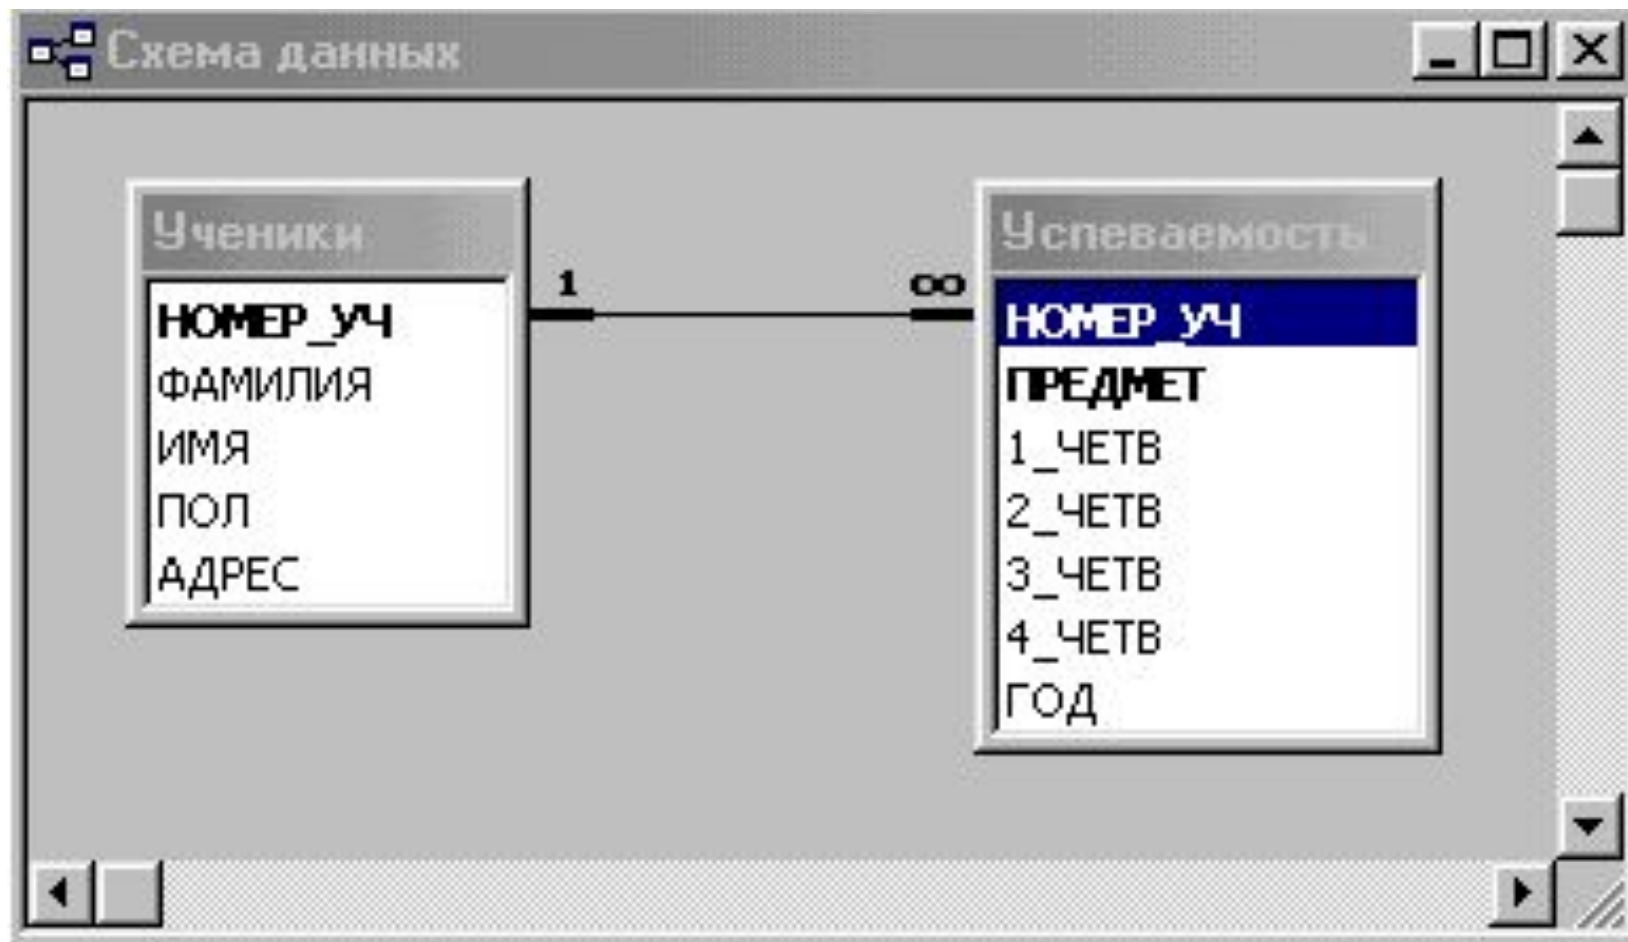 Схема данных
Ученики
НОМЕР_УЧ
ФАМИЛИЯ
ИМЯ
ПОЛ
АДРЕС
1
∞
Успеваемость
НОМЕР_УЧ
ПРЕДМЕТ
1_ЧЕТВ
2_ЧЕТВ
3_ЧЕТВ
4_ЧЕТВ
ГОД